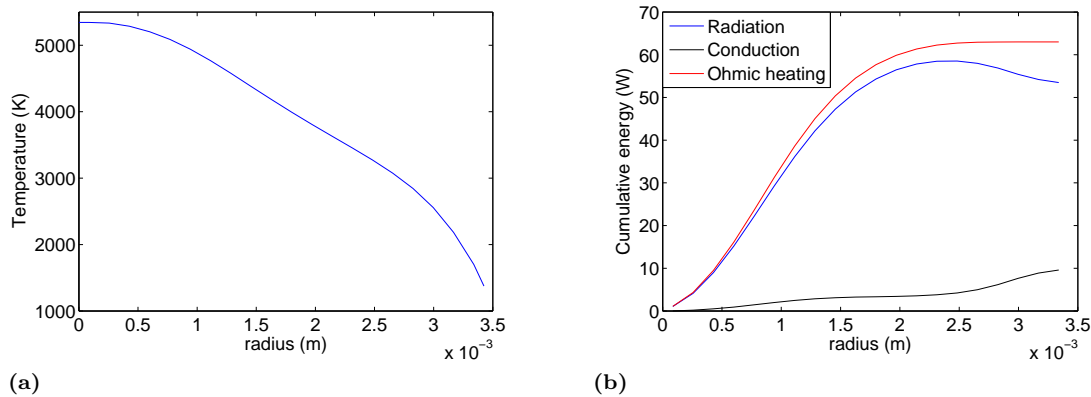 5000
4000
3000
2000
1000
0
0.5
1
1.5
2
2.5
3
3.5
x 10⁻³
radius (m)
Temperature (K)
(a)
70
60
50
40
30
20
10
0
0
0.5
1
1.5
2
2.5
3
3.5
x 10⁻³
radius (m)
Cumulative energy (W)
Radiation
Conduction
Ohmic heating
(b)